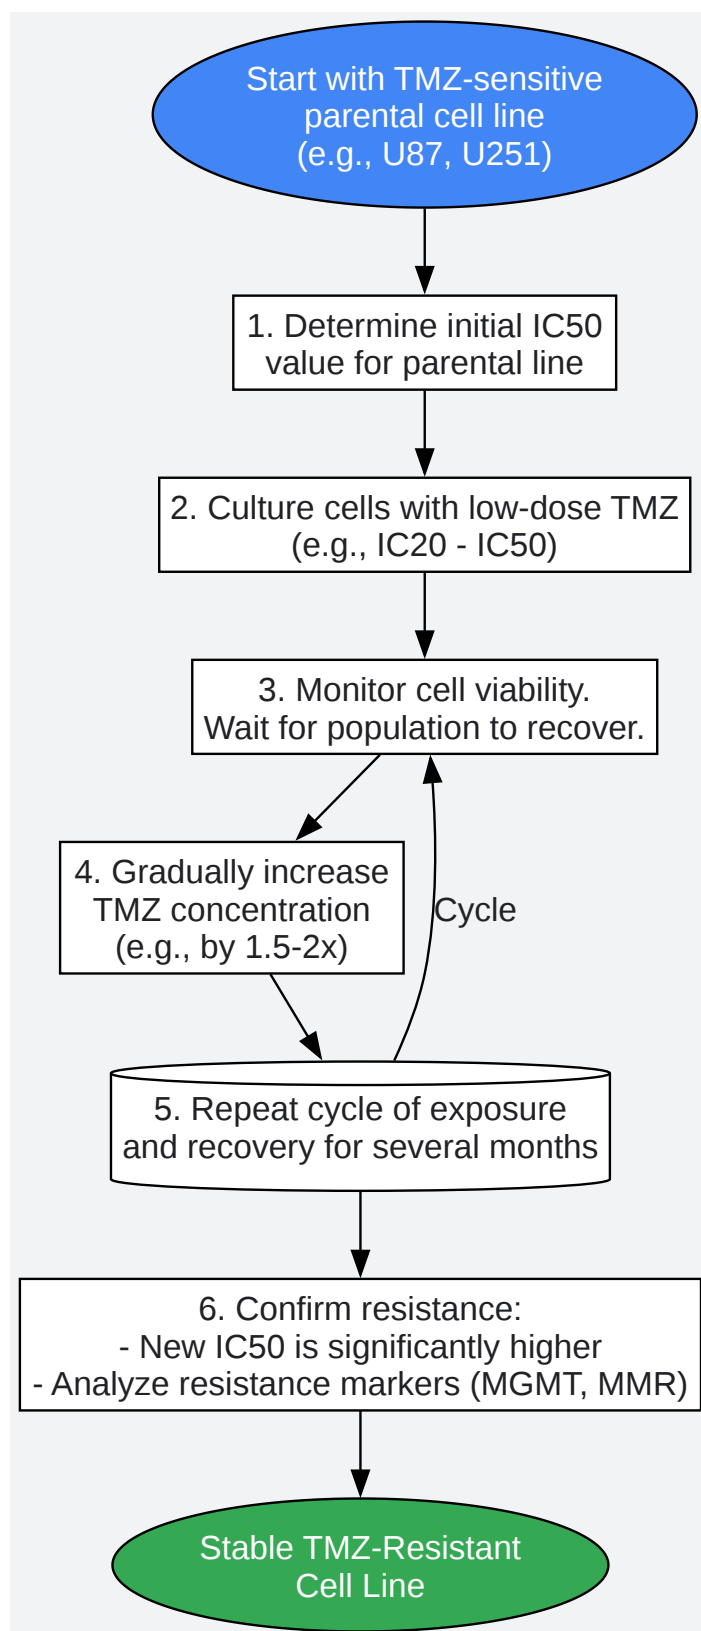 Start with TMZ-sensitive
parental cell line
(e.g., U87, U251)
1. Determine initial IC50
value for parental line
2. Culture cells with low-dose TMZ
(e.g., IC20 - IC50)
3. Monitor cell viability.
Wait for population to recover.
4. Gradually increase
TMZ concentration
(e.g., by 1.5-2x)
Cycle
5. Repeat cycle of exposure
and recovery for several months
6. Confirm resistance:
- New IC50 is significantly higher
- Analyze resistance markers (MGMT, MMR)
Stable TMZ-Resistant
Cell Line